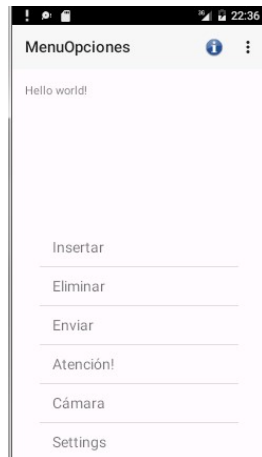 22:36
MenuOpciones
Hello world!
Insertar
Eliminar
Enviar
Atención!
Cámara
Settings